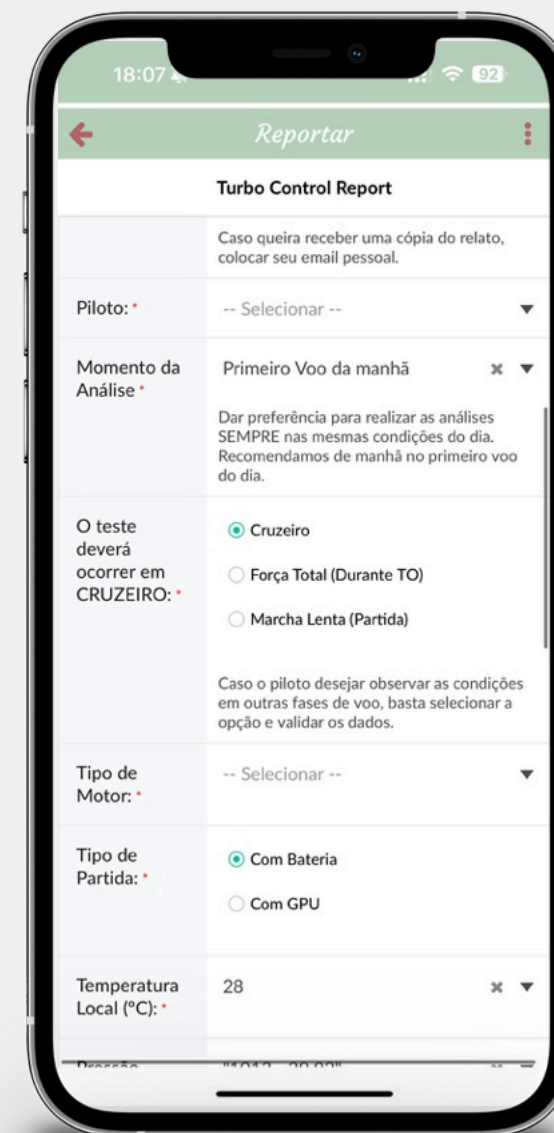 18:07
92
Reportar
Turbo Control Report
Caso queira receber uma cópia do relato,
colocar seu email pessoal.
Piloto: *
-- Selecionar --
Momento da
Análise *
Primeiro Voo da manhã
Dar preferência para realizar as análises
SEMPRE nas mesmas condições do dia.
Recomendamos de manhã no primeiro voo
do dia.
O teste
deverá
ocorrer em
CRUZEIRO: *
Cruzeiro
Força Total (Durante TO)
Marcha Lenta (Partida)
Caso o piloto desejar observar as condições
em outras fases de voo, basta selecionar a
opção e validar os dados.
Tipo de
Motor: *
-- Selecionar --
Tipo de
Partida: *
Com Bateria
Com GPU
Temperatura
Local (ºC): *
28
Pressão